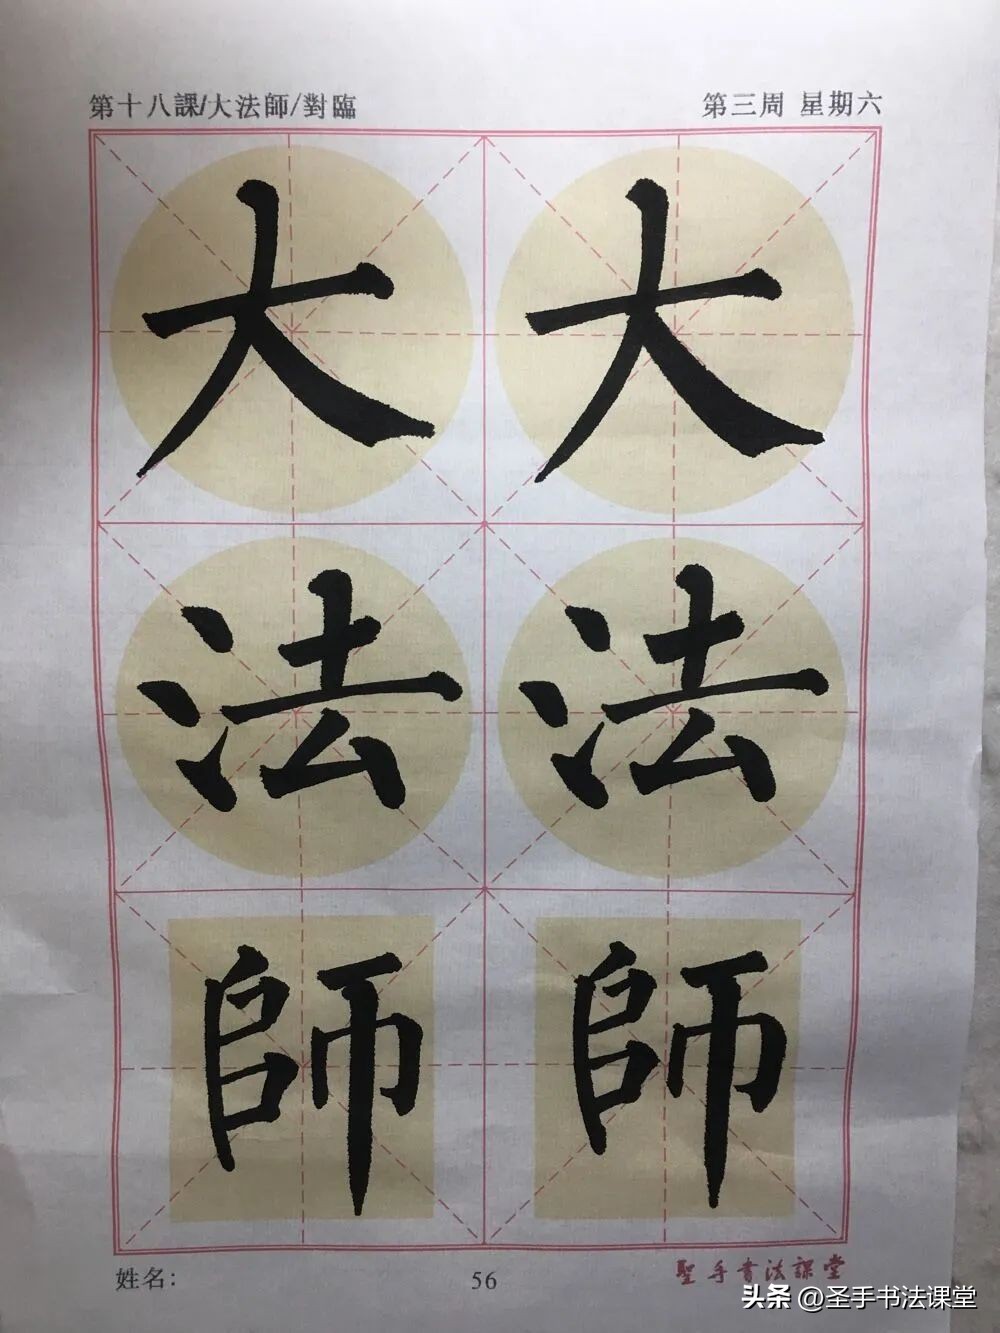 第十八課/大法師/對臨
第三周 星期六
大 大
法 法
師 師
姓名：
56
聖手書法課堂
头条 @圣手书法课堂